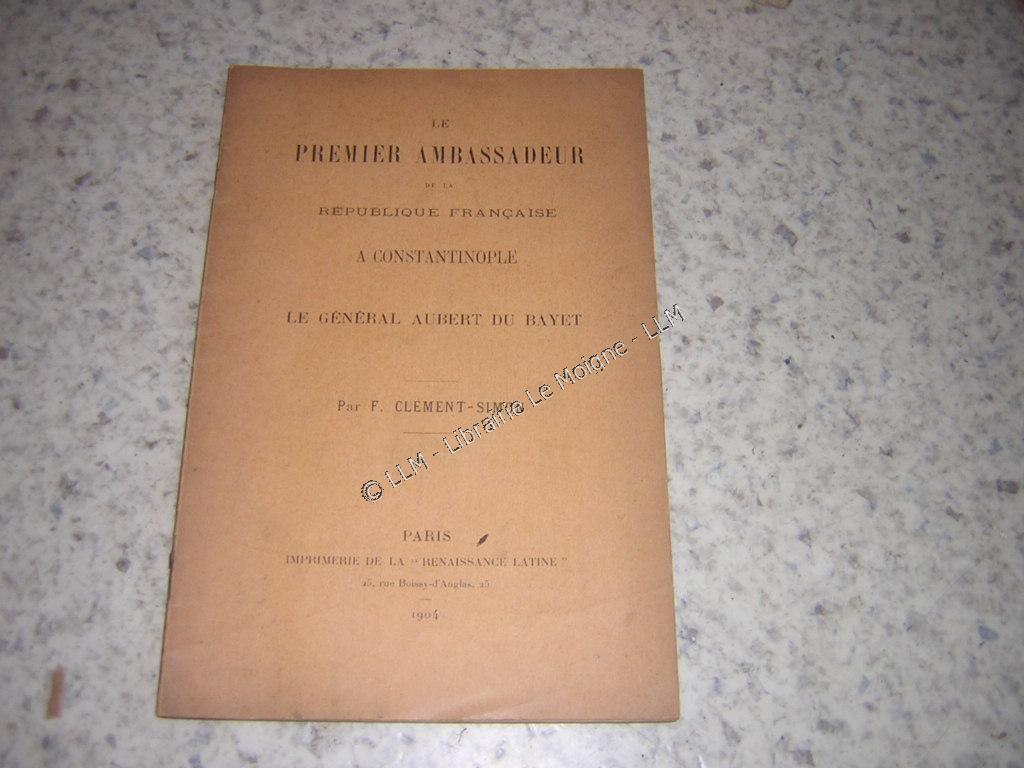 LE
PREMIER AMBASSADEUR
DE LA
RÉPUBLIQUE FRANÇAISE
A CONSTANTINOPLE
LE GÉNÉRAL AUBERT DU BAYET
Par F. CLÉMENT-SIMON
© LLM - Librairie Le Moigne - LLM
PARIS
IMPRIMERIE DE LA “ RENAISSANCE LATINE ”
25, rue Boissy-d'Anglas, 25
1904